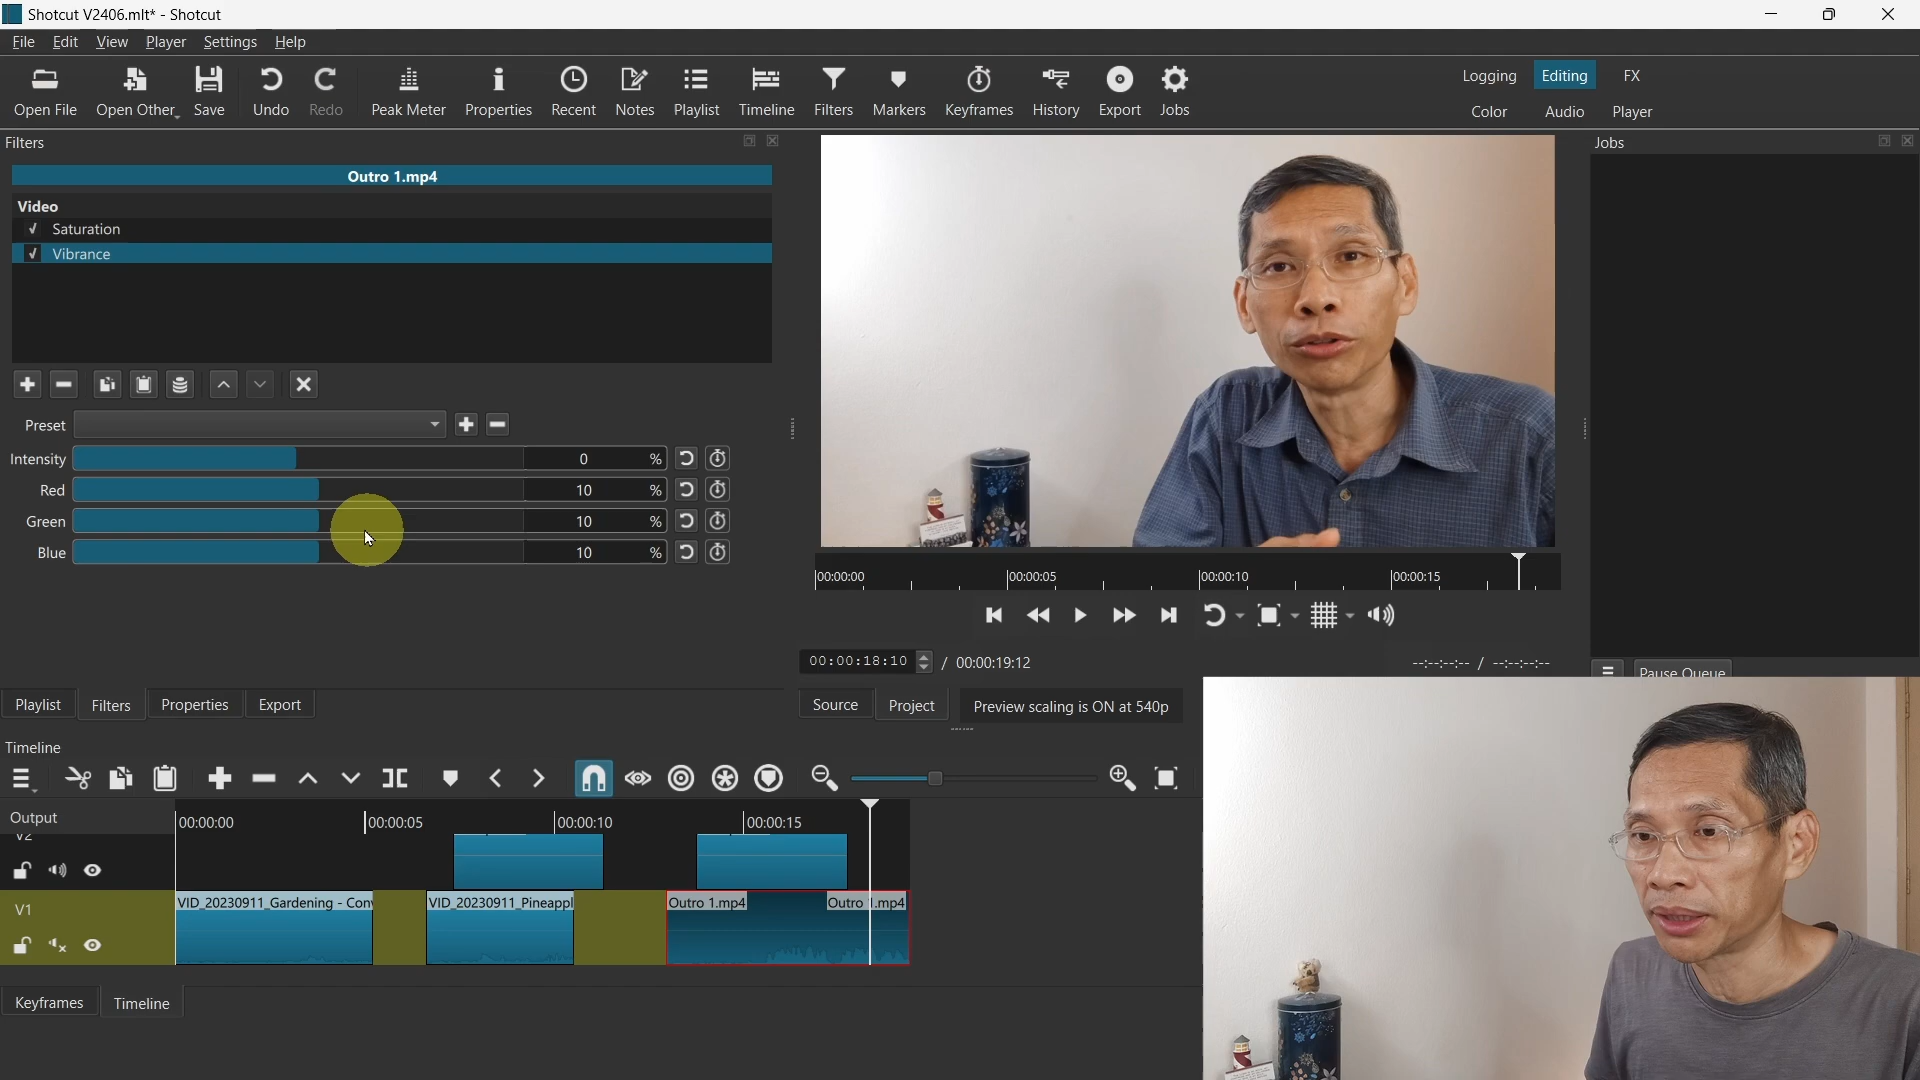 Shotcut V2406.mlt* - Shotcut
File Edit View Player Settings Help
Open File Open Other Save Undo Redo Peak Meter Properties Recent Notes Playlist Timeline Filters Markers Keyframes History Export Jobs
Logging Editing FX
Color Audio Player
Filters
Outro 1.mp4
Video
Saturation
Vibrance
Preset
Intensity 0 %
Red 10 %
Green 10 %
Blue 10 %
Playlist Filters Properties Export
00:00:00 00:00:05 00:00:10 00:00:15
00:00:18:10 / 00:00:19:12 --:--:--:-- / --:--:--:--
Source Project Preview scaling is ON at 540p
Jobs
Pause Queue
Timeline
Output 00:00:00 00:00:05 00:00:10 00:00:15
V2
V1 VID_20230911_Gardening - Con VID_20230911_Pineappl Outro 1.mp4 Outro 1.mp4
Keyframes Timeline